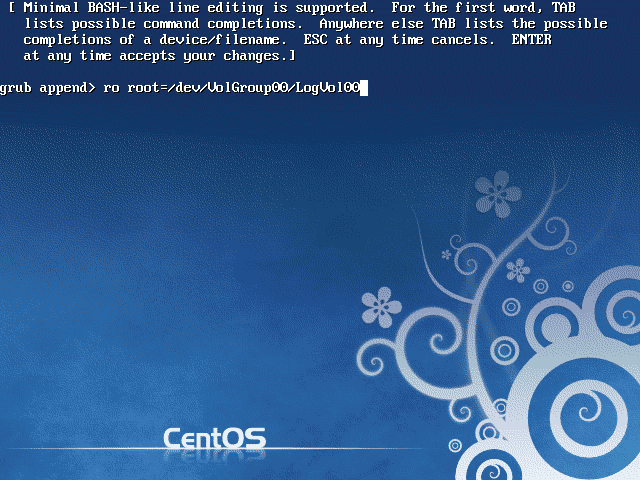 [ Minimal BASH-like line editing is supported.  For the first word, TAB
lists possible command completions.  Anywhere else TAB lists the possible
completions of a device/filename.  ESC at any time cancels.  ENTER
at any time accepts your changes.]
grub append> ro root=/dev/VolGroup00/LogVol00
CentOS